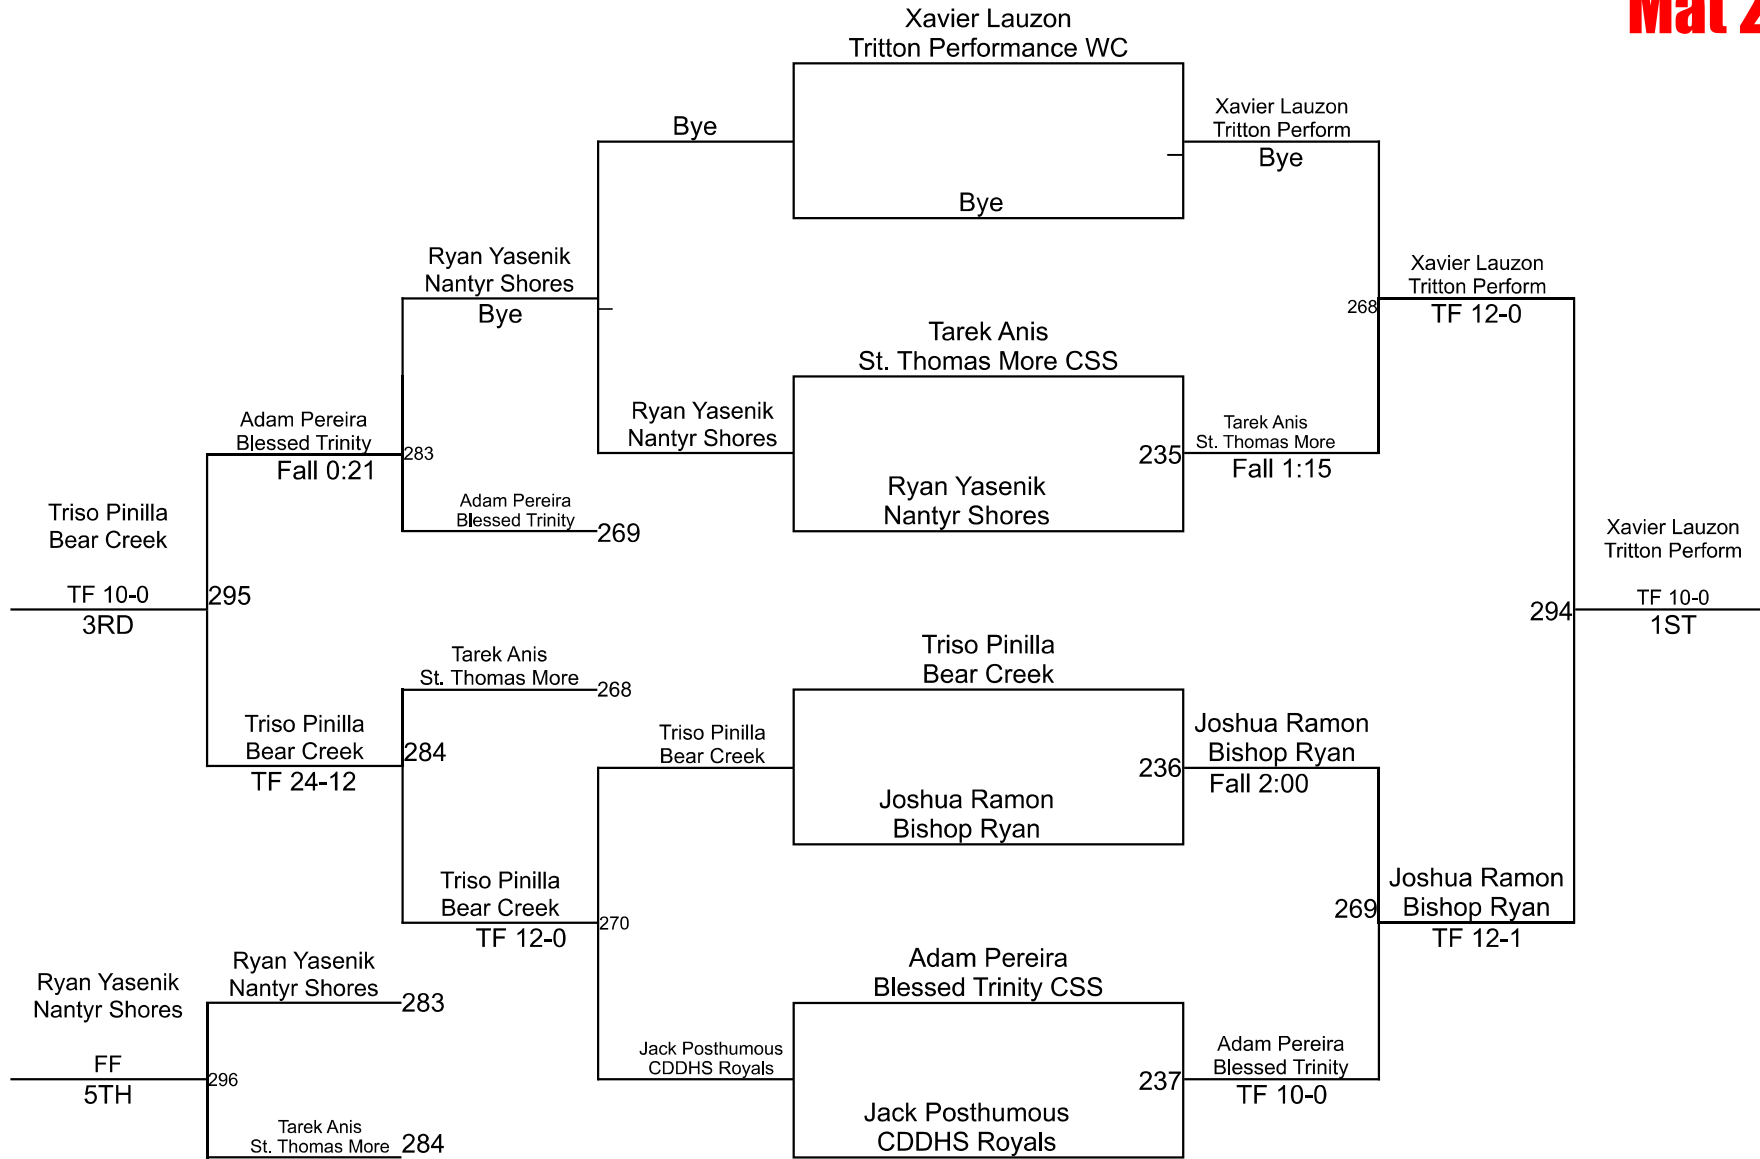 Mat 2
Xavier Lauzon
Tritton Performance WC
Bye
Xavier Lauzon
Tritton Perform
Bye
Bye
Ryan Yasenik
Nantyr Shores
Bye
Xavier Lauzon
Tritton Perform
268
TF 12-0
Tarek Anis
St. Thomas More CSS
Adam Pereira
Blessed Trinity
283
Fall 0:21
Ryan Yasenik
Nantyr Shores
235
Tarek Anis
St. Thomas More
Fall 1:15
Ryan Yasenik
Nantyr Shores
Adam Pereira
Blessed Trinity
269
Triso Pinilla
Bear Creek
TF 10-0
295
3RD
Xavier Lauzon
Tritton Perform
294
TF 10-0
1ST
Tarek Anis
St. Thomas More
268
Triso Pinilla
Bear Creek
Triso Pinilla
Bear Creek
284
TF 24-12
Triso Pinilla
Bear Creek
236
Joshua Ramon
Bishop Ryan
Fall 2:00
Joshua Ramon
Bishop Ryan
Triso Pinilla
Bear Creek
270
TF 12-0
269
Joshua Ramon
Bishop Ryan
TF 12-1
Ryan Yasenik
Nantyr Shores
283
Adam Pereira
Blessed Trinity CSS
Ryan Yasenik
Nantyr Shores
FF
296
5TH
Jack Posthumous
CDDHS Royals
237
Adam Pereira
Blessed Trinity
TF 10-0
Tarek Anis
St. Thomas More
284
Jack Posthumous
CDDHS Royals